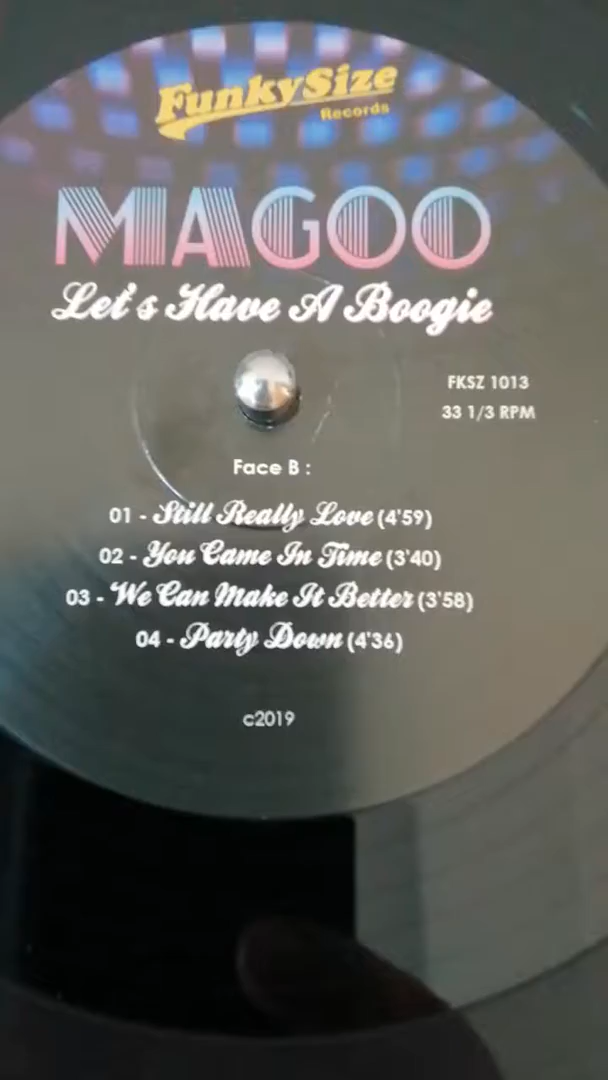 FunkySize
Records
MAGOO
Let's Have A Boogie
FKSZ 1013
33 1/3 RPM
Face B :
01 - Still Really Love (4'59)
02 - You Came In Time (3'40)
03 - We Can Make It Better (3'58)
04 - Party Down (4'36)
c2019